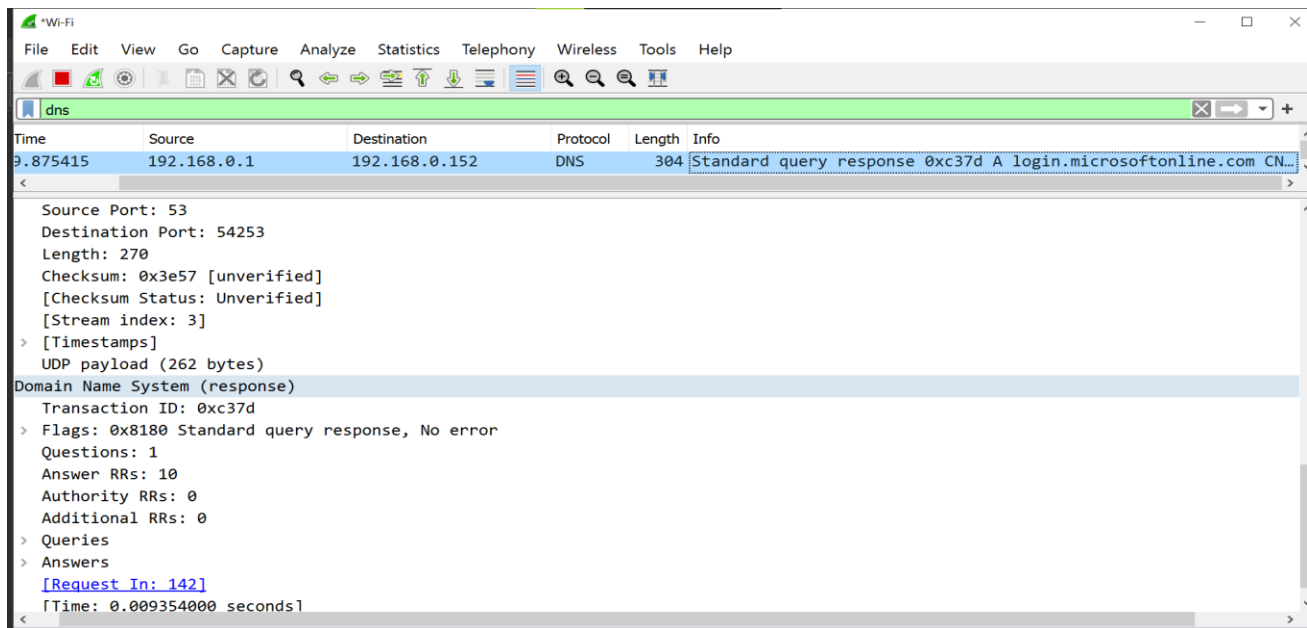 *Wi-Fi
File Edit View Go Capture Analyze Statistics Telephony Wireless Tools Help
dns
Time Source Destination Protocol Length Info
9.875415 192.168.0.1 192.168.0.152 DNS 304 Standard query response 0xc37d A login.microsoftonline.com CN…
Source Port: 53
Destination Port: 54253
Length: 270
Checksum: 0x3e57 [unverified]
[Checksum Status: Unverified]
[Stream index: 3]
> [Timestamps]
UDP payload (262 bytes)
Domain Name System (response)
Transaction ID: 0xc37d
> Flags: 0x8180 Standard query response, No error
Questions: 1
Answer RRs: 10
Authority RRs: 0
Additional RRs: 0
> Queries
> Answers
[Request In: 142]
[Time: 0.009354000 seconds]